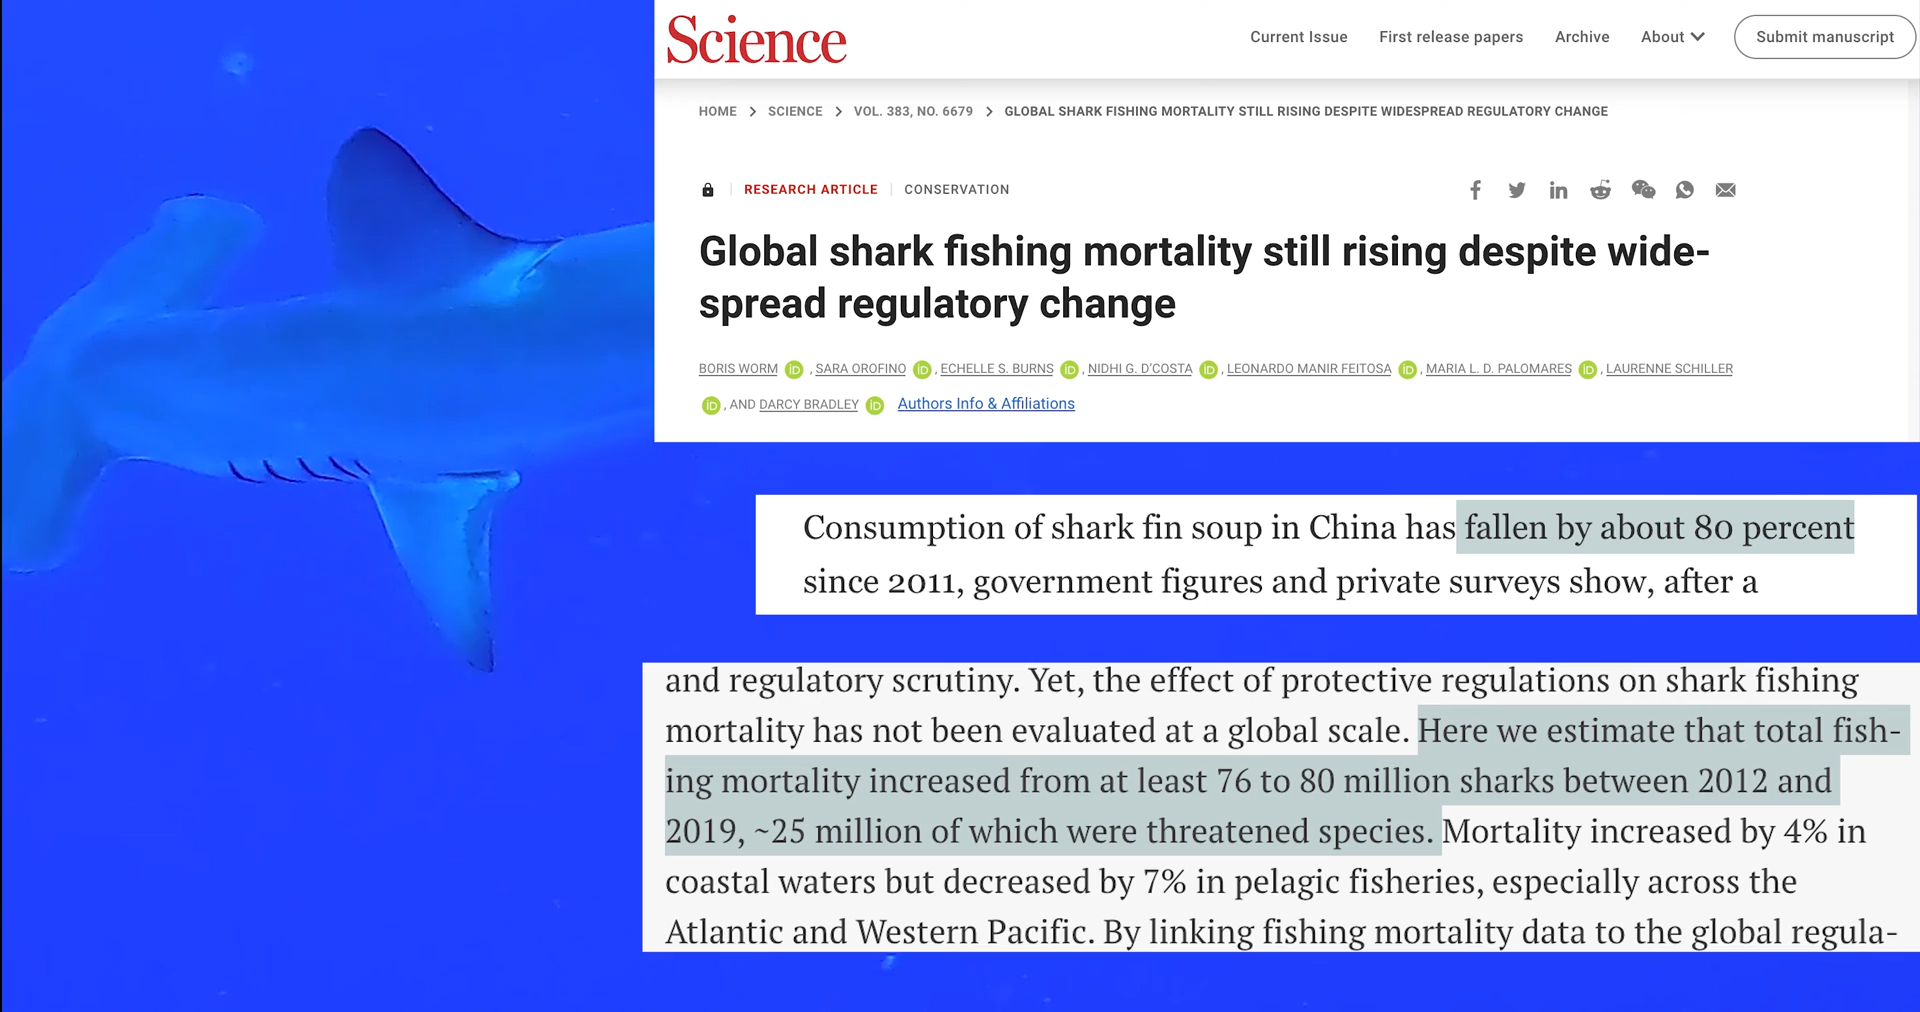 Science
Current Issue First release papers Archive About Submit manuscript
HOME > SCIENCE > VOL. 383, NO. 6679 > GLOBAL SHARK FISHING MORTALITY STILL RISING DESPITE WIDESPREAD REGULATORY CHANGE
RESEARCH ARTICLE | CONSERVATION
Global shark fishing mortality still rising despite wide-
spread regulatory change
BORIS WORM iD , SARA OROFINO iD , ECHELLE S. BURNS iD , NIDHI G. D'COSTA iD , LEONARDO MANIR FEITOSA iD , MARIA L. D. PALOMARES iD , LAURENNE SCHILLER
iD , AND DARCY BRADLEY iD Authors Info & Affiliations
Consumption of shark fin soup in China has fallen by about 80 percent
since 2011, government figures and private surveys show, after a
and regulatory scrutiny. Yet, the effect of protective regulations on shark fishing
mortality has not been evaluated at a global scale. Here we estimate that total fish-
ing mortality increased from at least 76 to 80 million sharks between 2012 and
2019, ~25 million of which were threatened species. Mortality increased by 4% in
coastal waters but decreased by 7% in pelagic fisheries, especially across the
Atlantic and Western Pacific. By linking fishing mortality data to the global regula-